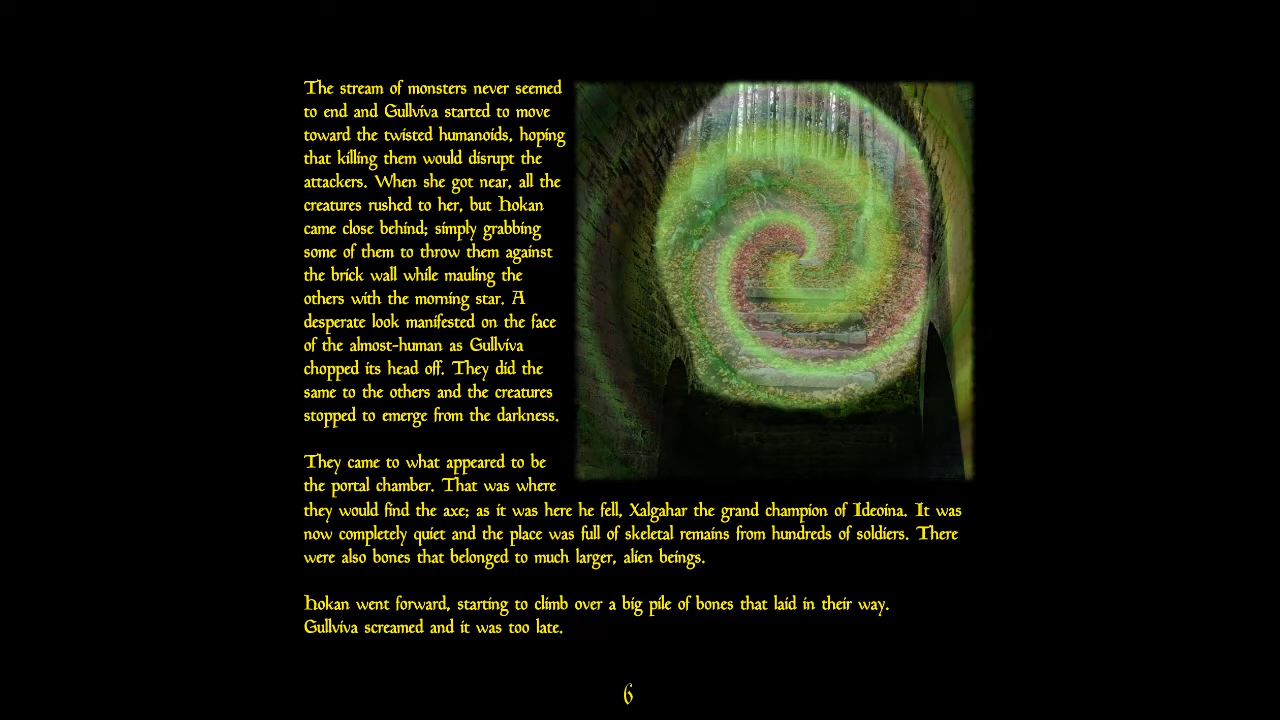 The stream of monsters never seemed
to end and Gullviva started to move
toward the twisted humanoids, hoping
that killing them would disrupt the
attackers. When she got near, all the
creatures rushed to her, but Hokan
came close behind; simply grabbing
some of them to throw them against
the brick wall while mauling the
others with the morning star. A
desperate look manifested on the face
of the almost-human as Gullviva
chopped its head off. They did the
same to the others and the creatures
stopped to emerge from the darkness.
They came to what appeared to be
the portal chamber. That was where
they would find the axe; as it was here he fell, Xalgahar the grand champion of Ideoina. It was
now completely quiet and the place was full of skeletal remains from hundreds of soldiers. There
were also bones that belonged to much larger, alien beings.
Hokan went forward, starting to climb over a big pile of bones that laid in their way.
Gullviva screamed and it was too late.
6